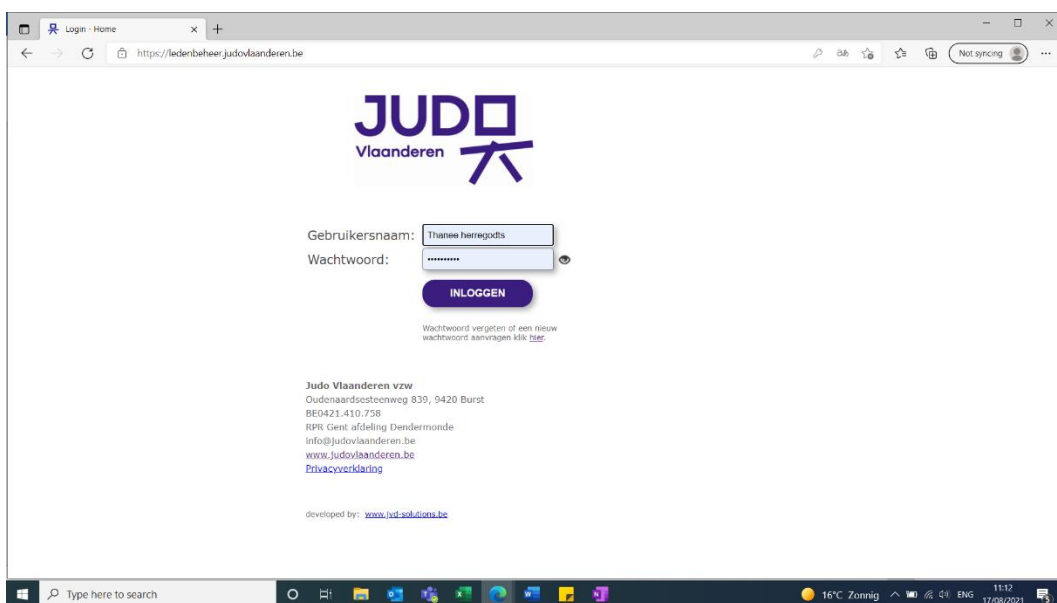 Login - Home
https://ledenbeheer.judovlaanderen.be
Not syncing
JUDO
Vlaanderen
Gebruikersnaam: Thanee herregodts
Wachtwoord: ••••••••••
INLOGGEN
Wachtwoord vergeten of een nieuw
wachtwoord aanvragen klik hier.
Judo Vlaanderen vzw
Oudenaardsesteenweg 839, 9420 Burst
BE0421.410.758
RPR Gent afdeling Dendermonde
info@judovlaanderen.be
www.judovlaanderen.be
Privacyverklaring
developed by: www.jvd-solutions.be
Type here to search
16°C Zonnig
ENG
11:12
17/08/2021